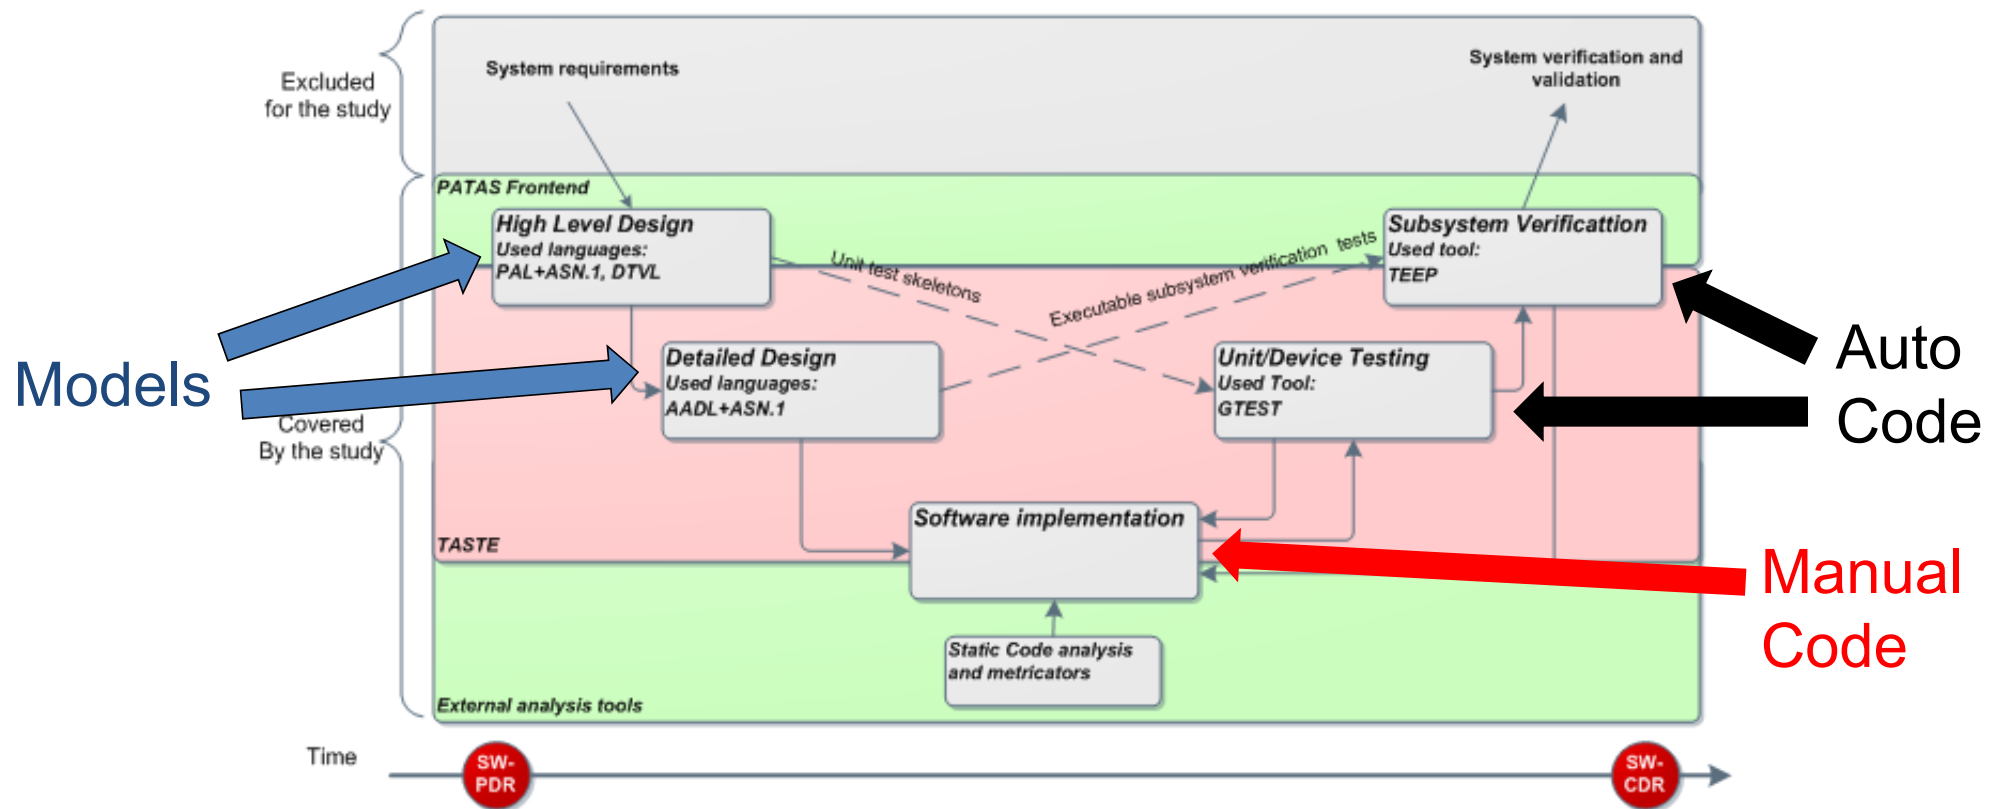 System requirements
System verification and
validation
Excluded
for the study
PATAS Frontend
High Level Design
Used languages:
PAL+ASN.1, DTVL
Subsystem Verificattion
Used tool:
TEEP
Unit test skeletons
Executable subsystem verification tests
Models
Detailed Design
Used languages:
AADL+ASN.1
Unit/Device Testing
Used Tool:
GTEST
Auto
Code
Covered
By the study
Software implementation
TASTE
Manual
Code
Static Code analysis
and metricators
External analysis tools
Time
SW-
PDR
SW-
CDR